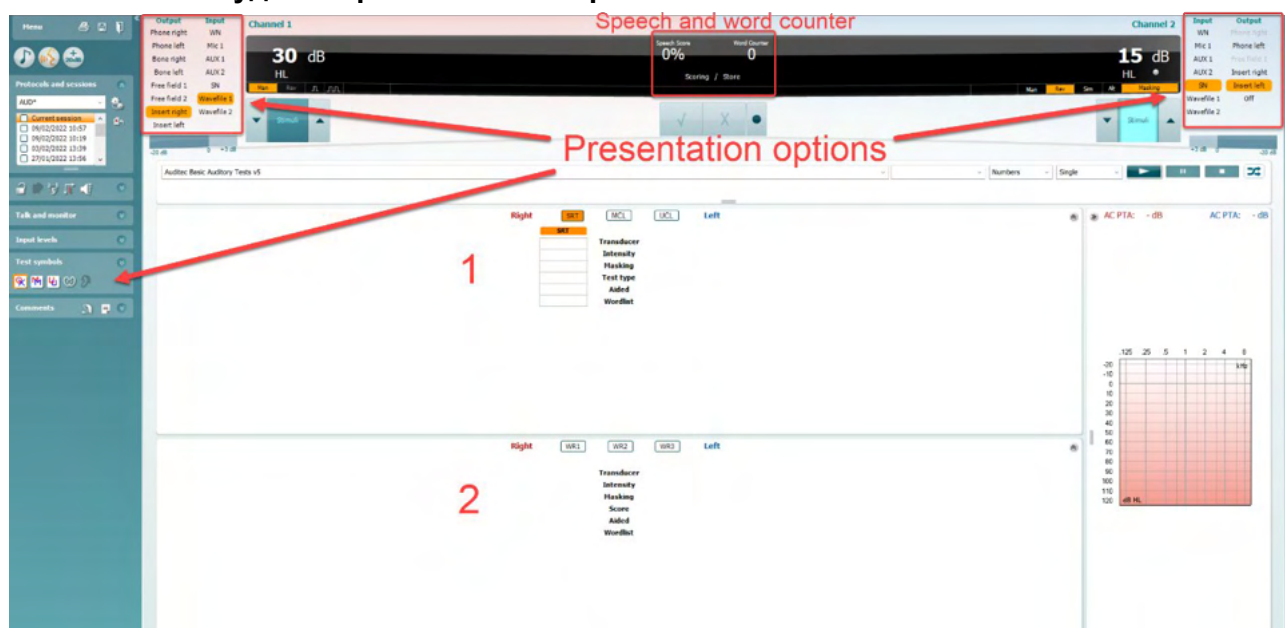 Menu
Output Input
Channel 1
Speech and word counter
Channel 2
Input Output
Phone right WN
WN Phone right
Phone left Mic 1
Mic 1 Phone left
Bone right AUX 1
AUX 1 Free field 1
Bone left AUX 2
AUX 2 Insert right
Free field 1 SN
SN Insert left
Free field 2 Wavefile 1
Wavefile 1 Off
Insert right Wavefile 2
Wavefile 2
Insert left
30 dB
HL
Speech Score Word Counter
0% 0
Scoring / Store
15 dB
HL
Man Rev
Man Rev Sim Alt Masking
Stimuli
Stimuli
Protocols and sessions
AUD*
Current session
09/02/2022 10:57
09/02/2022 10:19
03/02/2022 13:39
27/01/2022 13:56
Presentation options
Auditec Basic Auditory Tests v5
Numbers
Single
Talk and monitor
Input levels
Test symbols
Comments
Right SRT MCL UCL Left
SRT
1
Transducer
Intensity
Masking
Test type
Aided
Wordlist
AC PTA: - dB AC PTA: - dB
.125 .25 .5 1 2 4 8
kHz
-20
-10
0
10
20
30
40
50
60
70
80
90
100
110
120
dB HL
Right WR1 WR2 WR3 Left
2
Transducer
Intensity
Masking
Score
Aided
Wordlist